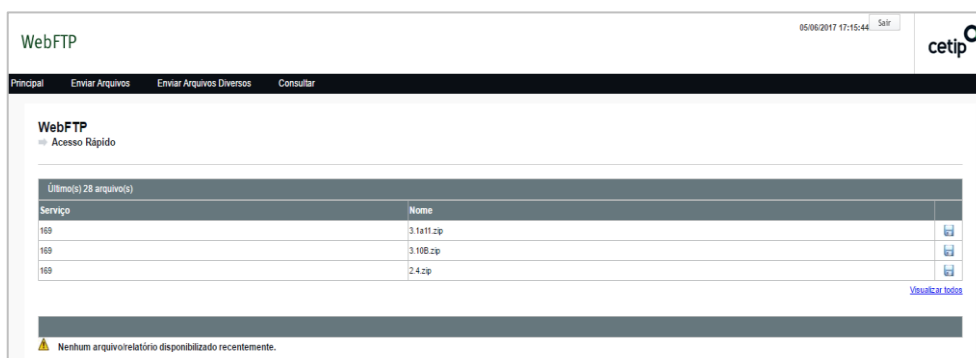 05/06/2017 17:15:44 Sair
WebFTP
cetip
Principal Enviar Arquivos Enviar Arquivos Diversos Consultar
WebFTP
Acesso Rápido
Último(s) 28 arquivo(s)
Serviço Nome
169 3.1a11.zip
169 3.10B.zip
169 2.4.zip
Visualizar todos
Nenhum arquivo/relatório disponibilizado recentemente.